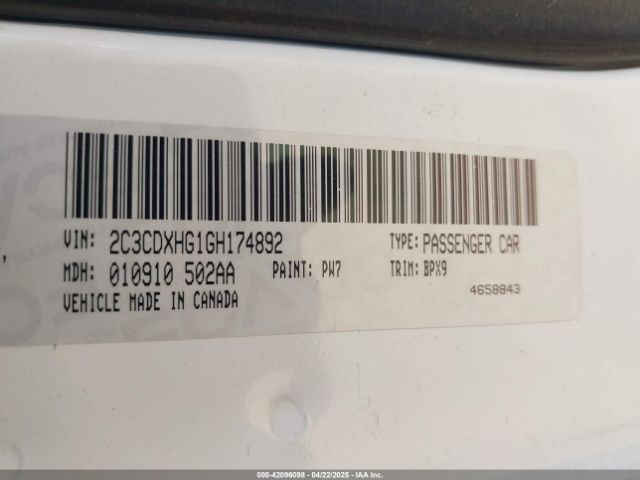 VIN: 2C3CDXHG1GH174892 TYPE: PASSENGER CAR
MDH: 010910 502AA PAINT: PW7 TRIM: BPX9
VEHICLE MADE IN CANADA 4658843
000-42096098 - 04/22/2025 - IAA Inc.